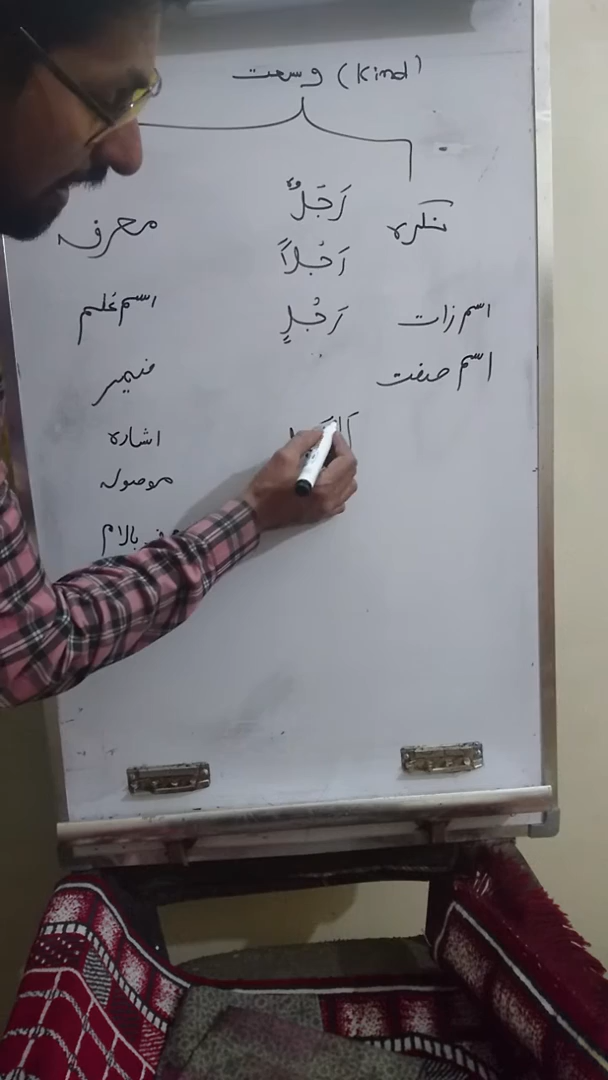 وسعت (Kind)
نکرہ
معرفہ
رَجُلٌ
رَجُلاً
رَجُلٍ
اسم ذات
اسم صفت
اسم علم
ضمیر
اشارہ
موصولہ
بالام